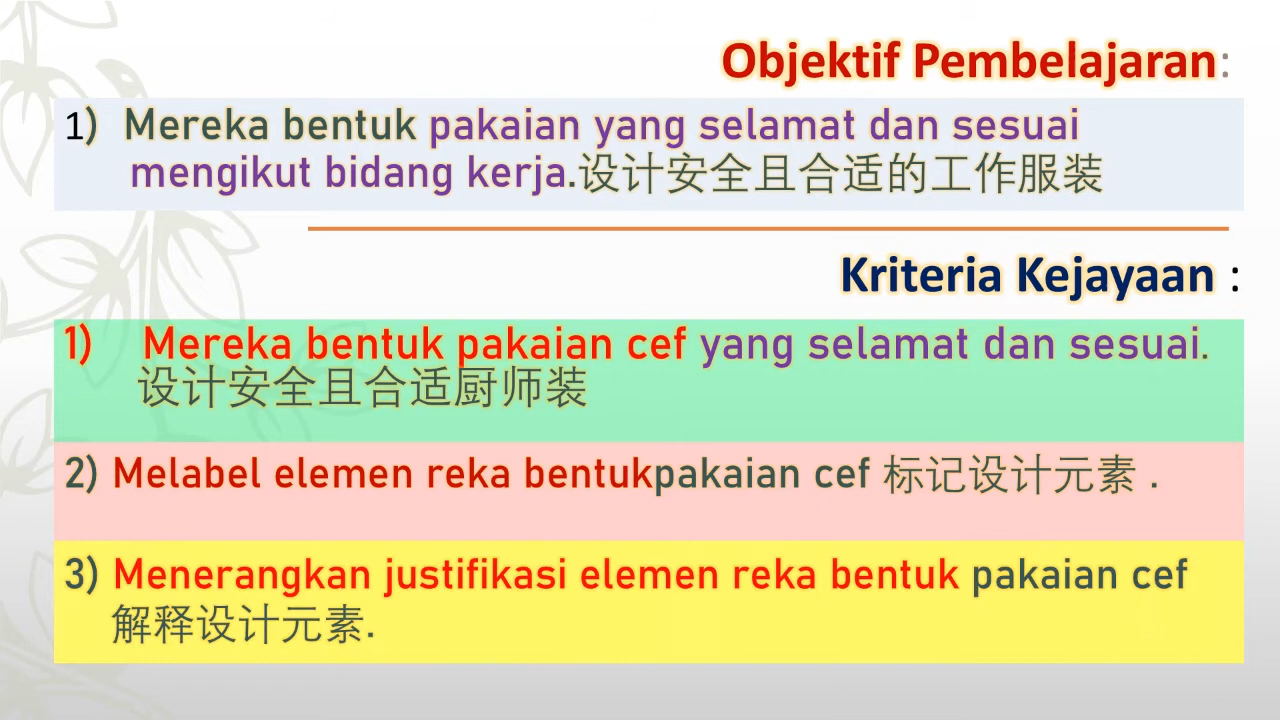 Objektif Pembelajaran:
1) Mereka bentuk pakaian yang selamat dan sesuai
mengikut bidang kerja.设计安全且合适的工作服装
Kriteria Kejayaan :
1) Mereka bentuk pakaian cef yang selamat dan sesuai.
设计安全且合适厨师装
2) Melabel elemen reka bentukpakaian cef 标记设计元素 .
3) Menerangkan justifikasi elemen reka bentuk pakaian cef
解释设计元素.